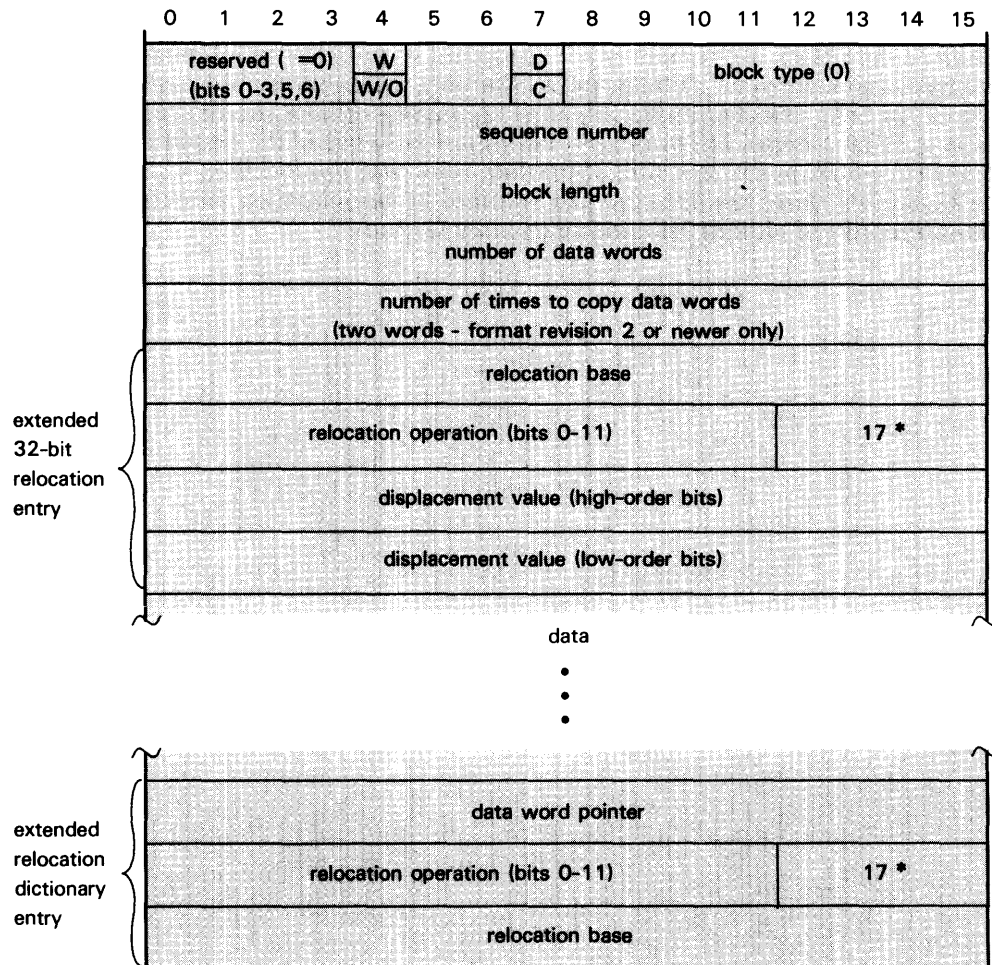 0 1 2 3 4 5 6 7 8 9 10 11 12 13 14 15
reserved ( =0) W D block type (0)
(bits 0-3,5,6) W/O C
sequence number
block length
number of data words
number of times to copy data words
(two words - format revision 2 or newer only)
relocation base
extended
32-bit
relocation
entry
relocation operation (bits 0-11) 17 *
displacement value (high-order bits)
displacement value (low-order bits)
data
data word pointer
extended
relocation
dictionary
entry
relocation operation (bits 0-11) 17 *
relocation base